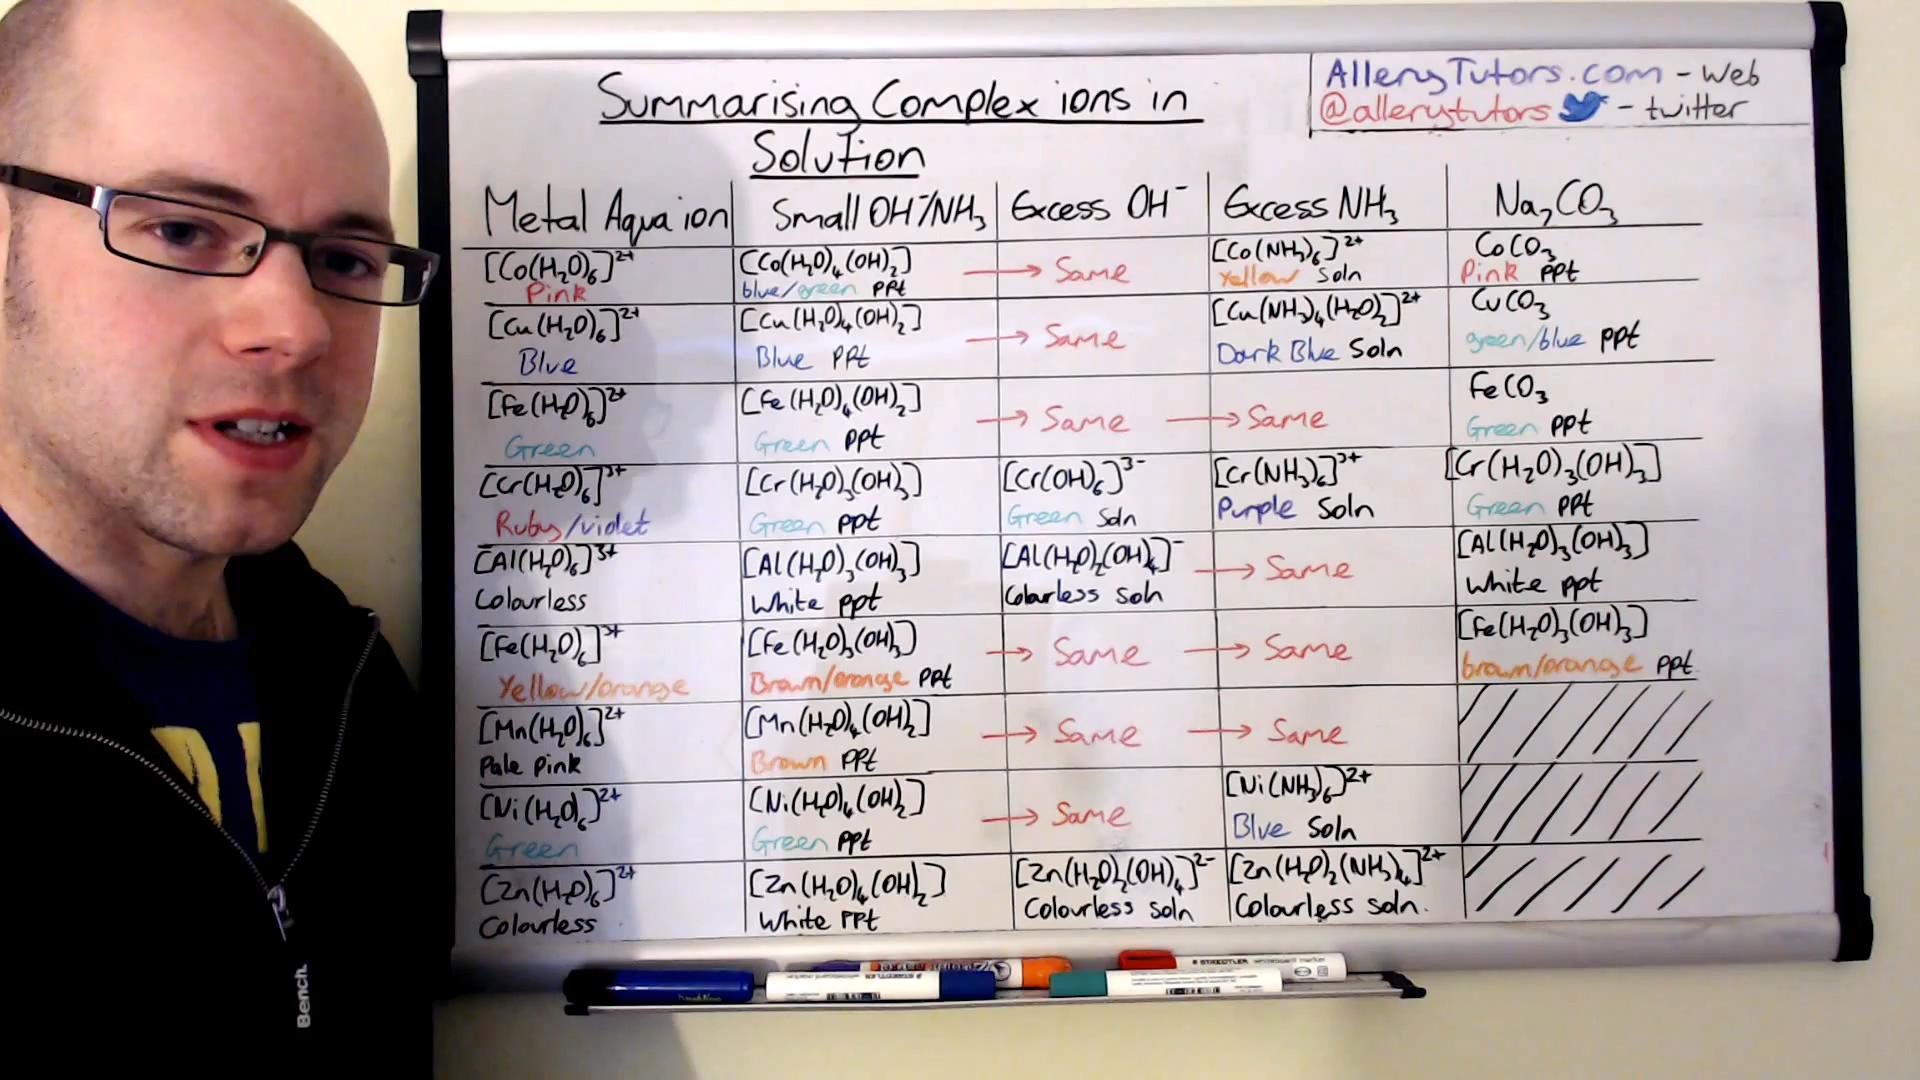 Summarising Complex ions in
Solution
AlleryTutors.com - Web
@allerytutors - twitter
Metal Aqua ion Small OH⁻/NH₃ Excess OH⁻ Excess NH₃ Na₂CO₃
[Co(H₂O)₆]²⁺ [Co(H₂O)₄(OH)₂] → Same [Co(NH₃)₆]²⁺ CoCO₃
Pink blue/green ppt Yellow Soln Pink ppt
[Cu(H₂O)₆]²⁺ [Cu(H₂O)₄(OH)₂] → Same [Cu(NH₃)₄(H₂O)₂]²⁺ CuCO₃
Blue Blue ppt Dark Blue Soln green/blue ppt
[Fe(H₂O)₆]²⁺ [Fe(H₂O)₄(OH)₂] → Same → Same FeCO₃
Green Green ppt Green ppt
[Cr(H₂O)₆]³⁺ [Cr(H₂O)₃(OH)₃] [Cr(OH)₆]³⁻ [Cr(NH₃)₆]³⁺ [Cr(H₂O)₃(OH)₃]
Ruby/violet Green ppt Green Soln Purple Soln Green ppt
[Al(H₂O)₆]³⁺ [Al(H₂O)₃(OH)₃] [Al(H₂O)₂(OH)₄]⁻ → Same [Al(H₂O)₃(OH)₃]
Colourless White ppt Colourless soln White ppt
[Fe(H₂O)₆]³⁺ [Fe(H₂O)₃(OH)₃] → Same → Same [Fe(H₂O)₃(OH)₃]
Yellow/orange Brown/orange ppt brown/orange ppt
[Mn(H₂O)₆]²⁺ [Mn(H₂O)₄(OH)₂] → Same → Same
Pale Pink Brown ppt
[Ni(H₂O)₆]²⁺ [Ni(H₂O)₄(OH)₂] → Same [Ni(NH₃)₆]²⁺
Green Green ppt Blue Soln
[Zn(H₂O)₆]²⁺ [Zn(H₂O)₄(OH)₂] [Zn(H₂O)₂(OH)₄]²⁻ [Zn(H₂O)₂(NH₃)₄]²⁺
Colourless White ppt Colourless soln Colourless soln.
Bench.
STAEDTLER